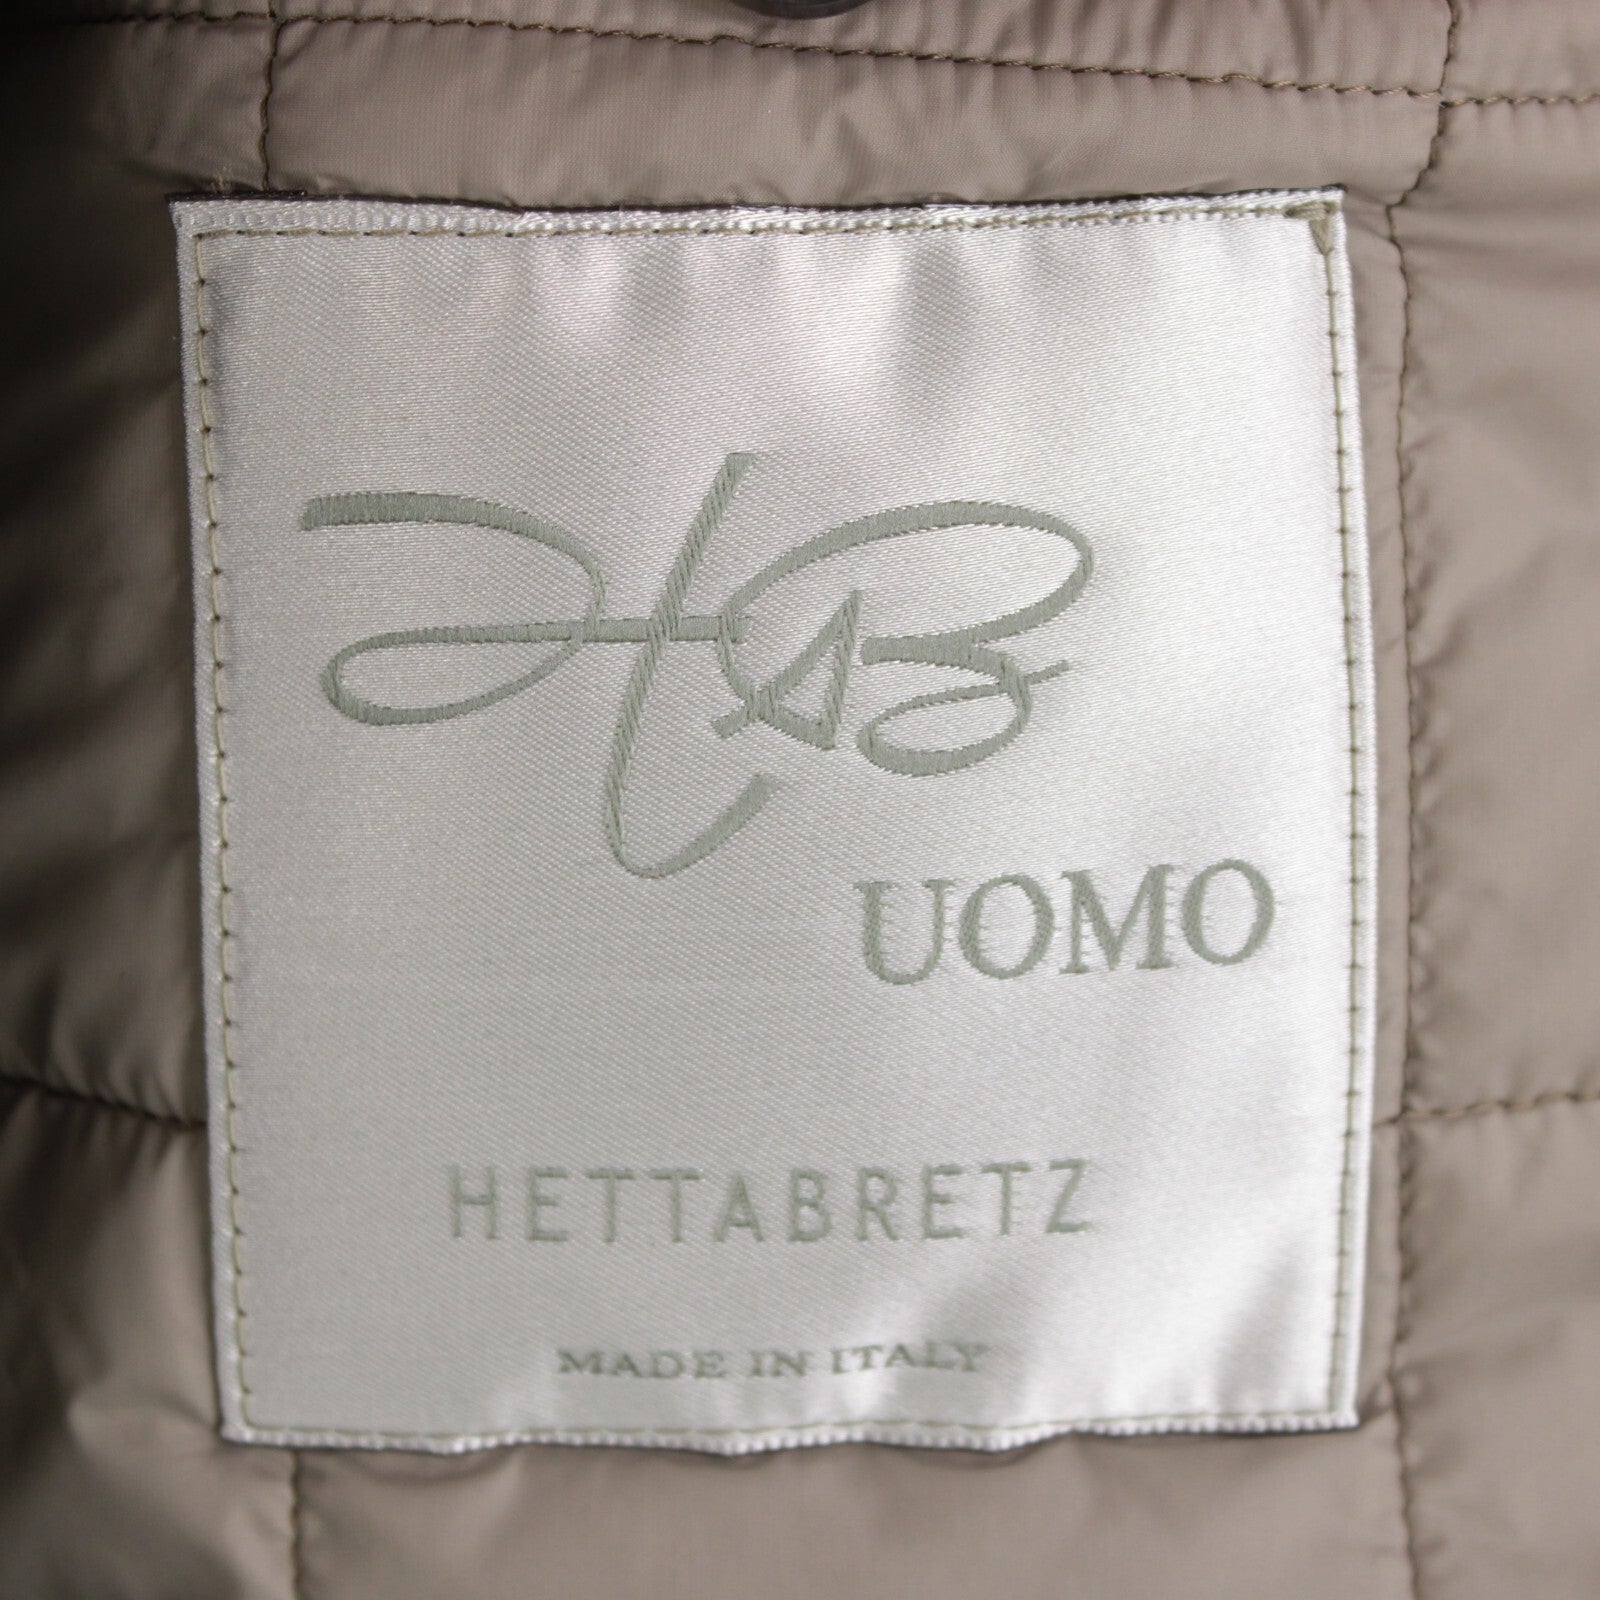 HB
UOMO
HETTABRETZ
MADE IN ITALY